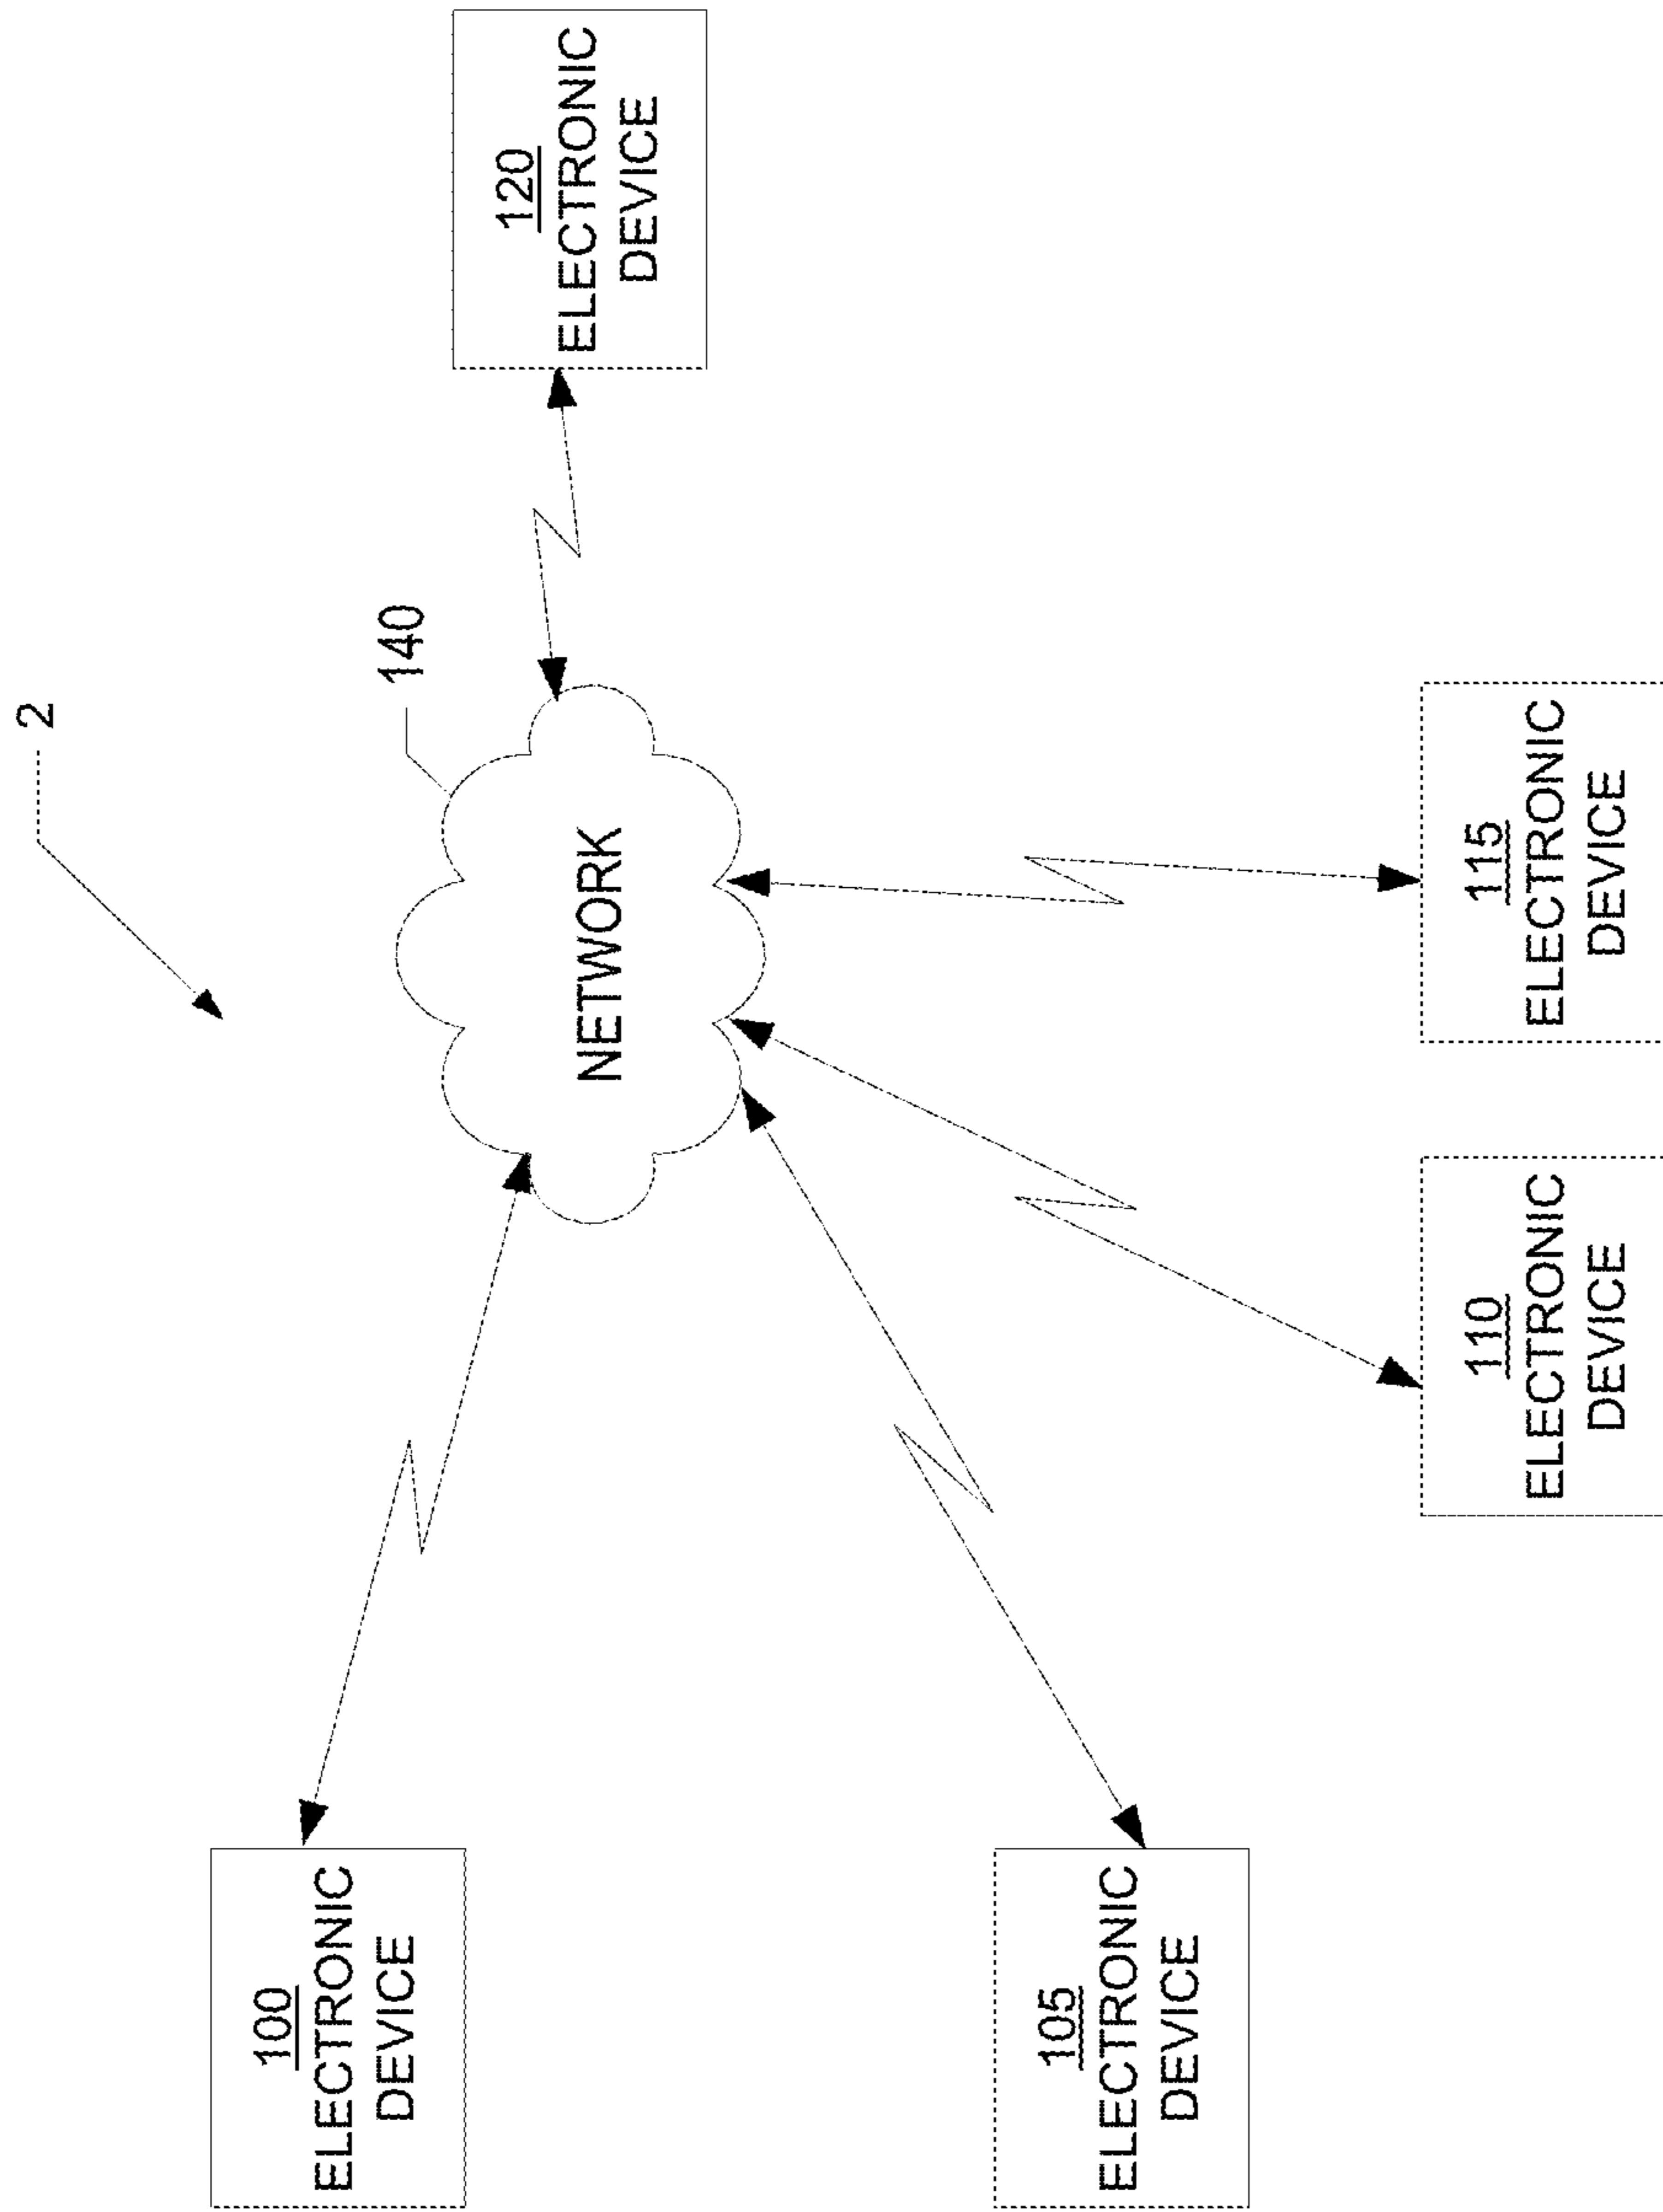 2
140
NETWORK
100
ELECTRONIC
DEVICE
105
ELECTRONIC
DEVICE
110
ELECTRONIC
DEVICE
115
ELECTRONIC
DEVICE
120
ELECTRONIC
DEVICE